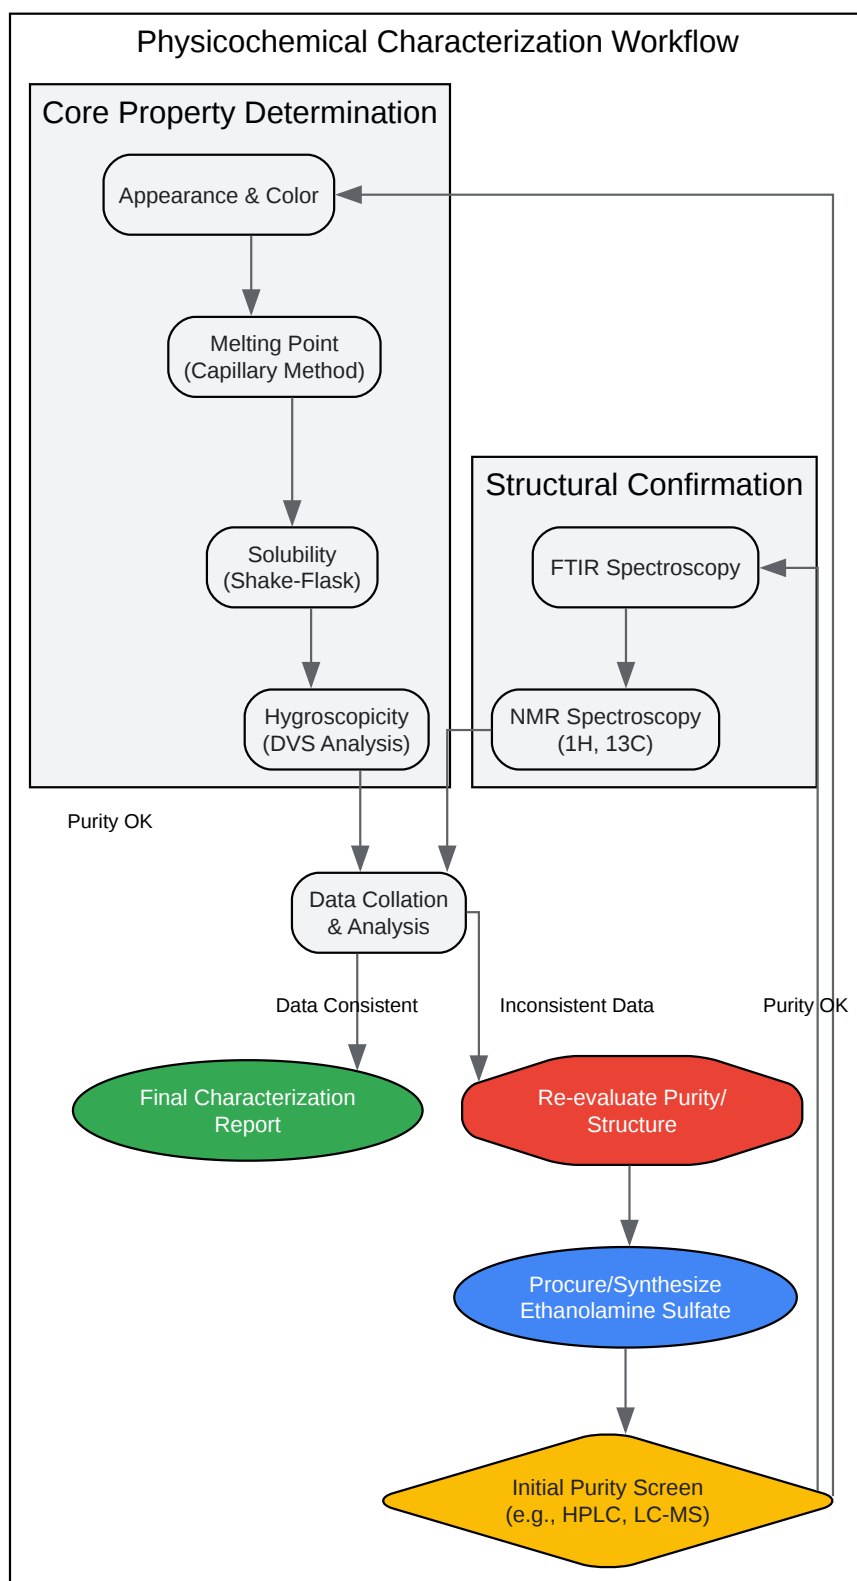 Physicochemical Characterization Workflow
Core Property Determination
Appearance & Color
Melting Point
(Capillary Method)
Structural Confirmation
Solubility
(Shake-Flask)
FTIR Spectroscopy
Hygroscopicity
(DVS Analysis)
NMR Spectroscopy
(1H, 13C)
Purity OK
Data Collation
& Analysis
Data Consistent
Inconsistent Data
Purity OK
Final Characterization
Report
Re-evaluate Purity/
Structure
Procure/Synthesize
Ethanolamine Sulfate
Initial Purity Screen
(e.g., HPLC, LC-MS)